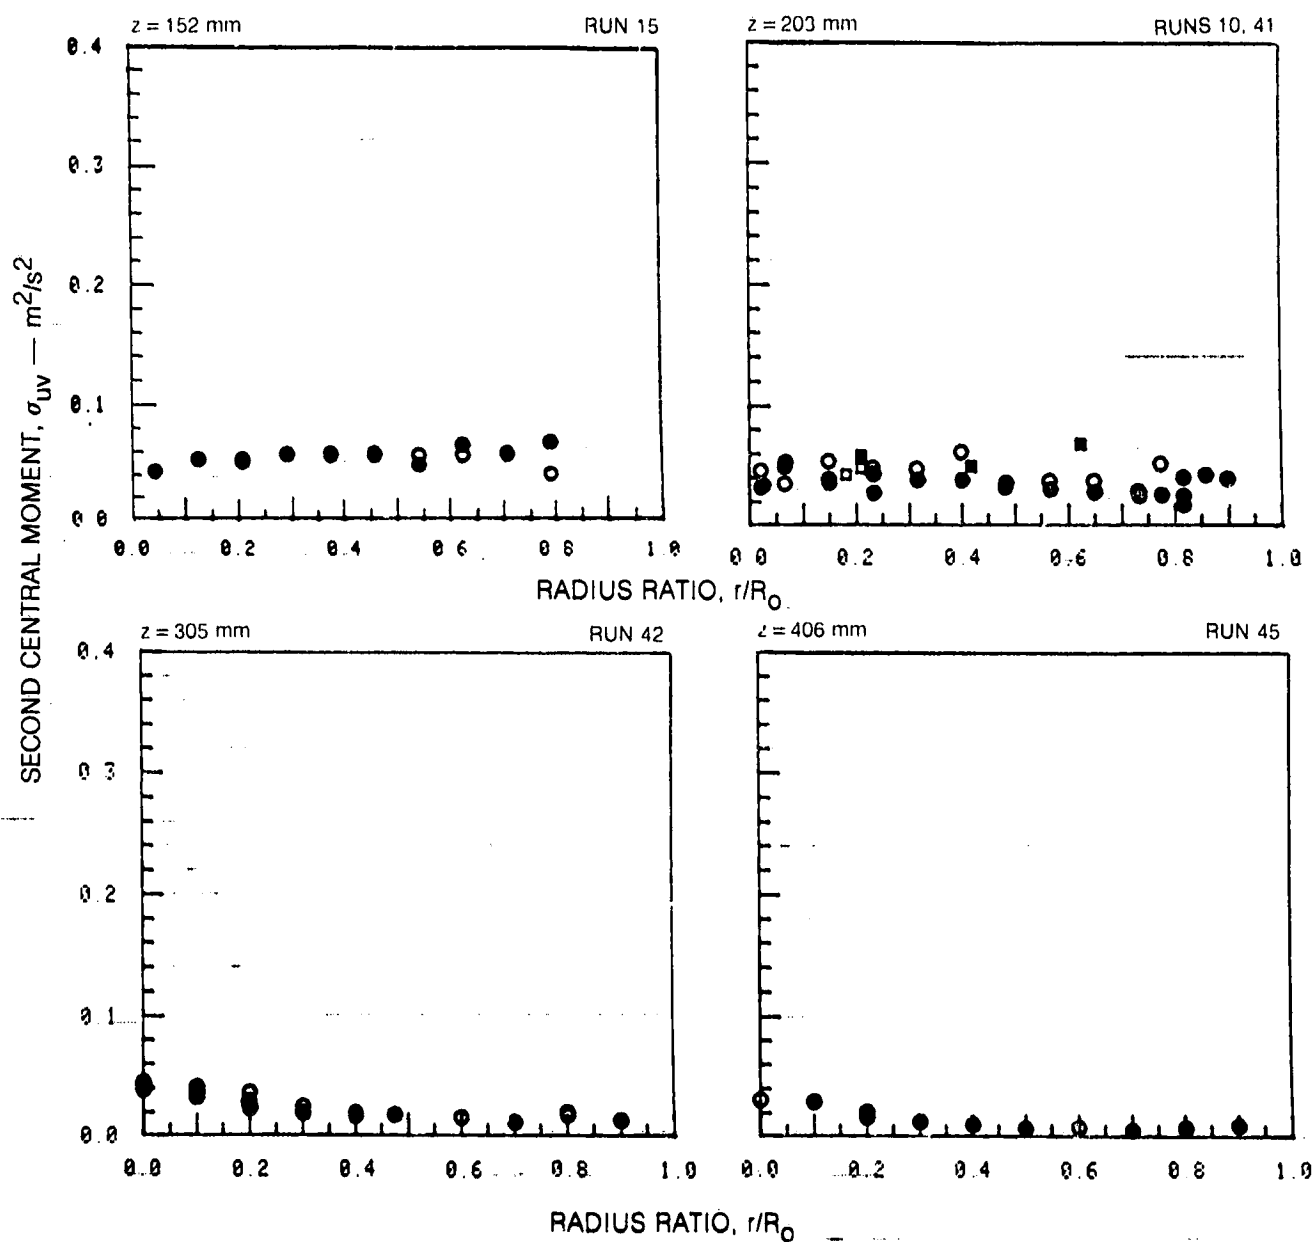 z = 152 mm RUN 15
z = 203 mm RUNS 10, 41
0.4
0.3
0.2
0.1
0.0
0.0 0.2 0.4 0.6 0.8 1.0
0.0 0.2 0.4 0.6 0.8 1.0
RADIUS RATIO, r/R₀
SECOND CENTRAL MOMENT, σuv — m²/s²
z = 305 mm RUN 42
z = 406 mm RUN 45
0.4
0.3
0.2
0.1
0.0
0.0 0.2 0.4 0.6 0.8 1.0
0.0 0.2 0.4 0.6 0.8 1.0
RADIUS RATIO, r/R₀